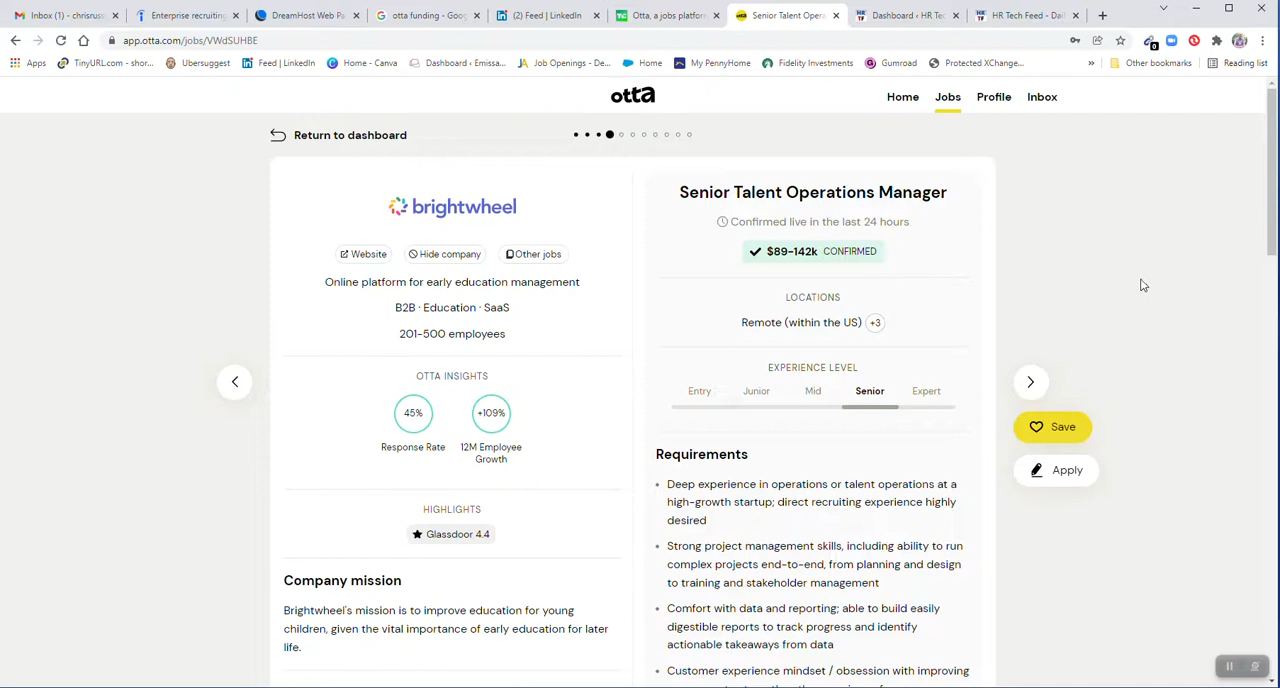 Inbox (1) - chrisruss
Enterprise recruiting
DreamHost Web Pa
otta funding - Goog
(2) Feed | LinkedIn
Otta, a jobs platfor
Senior Talent Opera
Dashboard ‹ HR Tec
HR Tech Feed - Dail
app.otta.com/jobs/VWdSUHBE
0
Apps
TinyURL.com - shor...
Ubersuggest
Feed | LinkedIn
Home - Canva
Dashboard ‹ Emissa...
Job Openings - De...
Home
My PennyHome
Fidelity Investments
Gumroad
Protected XChange...
»
Other bookmarks
Reading list
otta
Home
Jobs
Profile
Inbox
Return to dashboard
brightwheel
Website
Hide company
Other jobs
Online platform for early education management
B2B · Education · SaaS
201-500 employees
OTTA INSIGHTS
45%
+109%
Response Rate
12M Employee
Growth
HIGHLIGHTS
Glassdoor 4.4
Company mission
Brightwheel's mission is to improve education for young
children, given the vital importance of early education for later
life.
Senior Talent Operations Manager
Confirmed live in the last 24 hours
$89-142k CONFIRMED
LOCATIONS
Remote (within the US) +3
EXPERIENCE LEVEL
Entry Junior Mid Senior Expert
Requirements
• Deep experience in operations or talent operations at a
high-growth startup; direct recruiting experience highly
desired
• Strong project management skills, including ability to run
complex projects end-to-end, from planning and design
to training and stakeholder management
• Comfort with data and reporting; able to build easily
digestible reports to track progress and identify
actionable takeaways from data
• Customer experience mindset / obsession with improving
Save
Apply